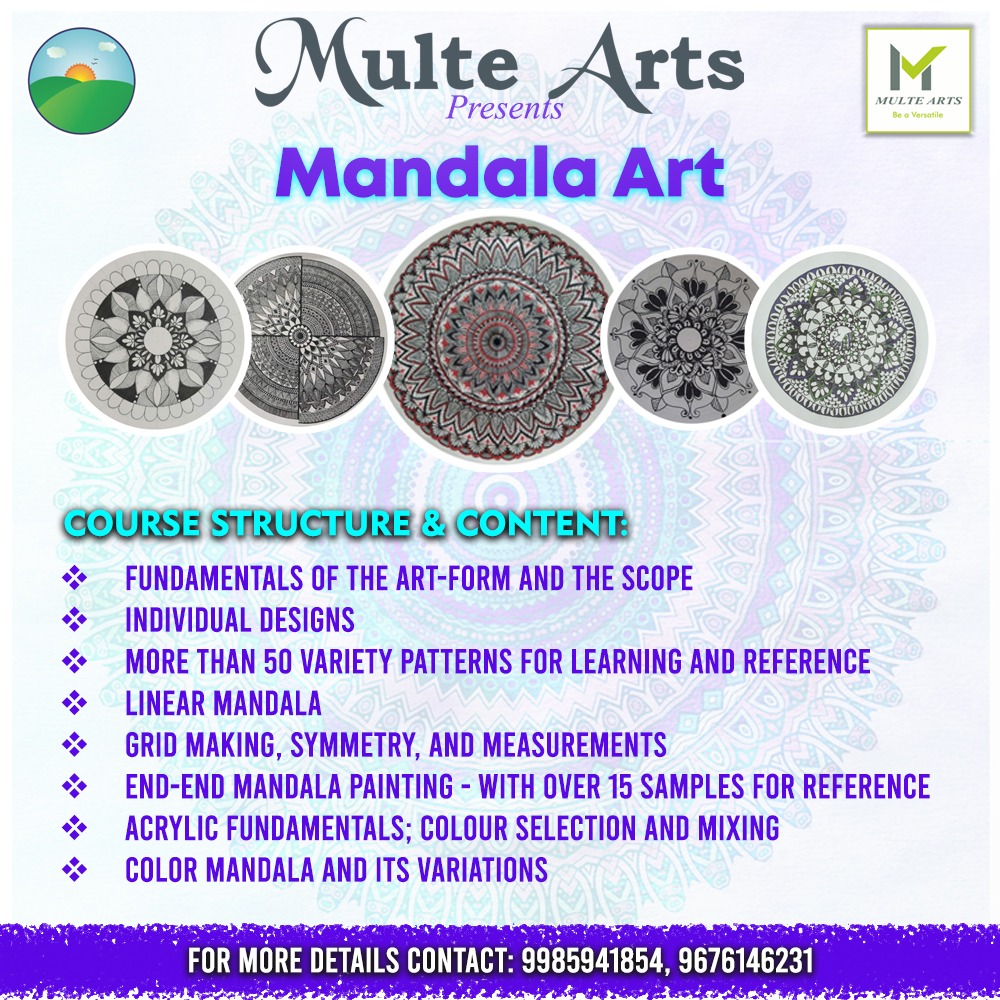 Multe Arts
Presents
MULTE ARTS
Be a Versatile
Mandala Art
COURSE STRUCTURE & CONTENT:
❖ FUNDAMENTALS OF THE ART-FORM AND THE SCOPE
❖ INDIVIDUAL DESIGNS
❖ MORE THAN 50 VARIETY PATTERNS FOR LEARNING AND REFERENCE
❖ LINEAR MANDALA
❖ GRID MAKING, SYMMETRY, AND MEASUREMENTS
❖ END-END MANDALA PAINTING - WITH OVER 15 SAMPLES FOR REFERENCE
❖ ACRYLIC FUNDAMENTALS; COLOUR SELECTION AND MIXING
❖ COLOR MANDALA AND ITS VARIATIONS
FOR MORE DETAILS CONTACT: 9985941854, 9676146231